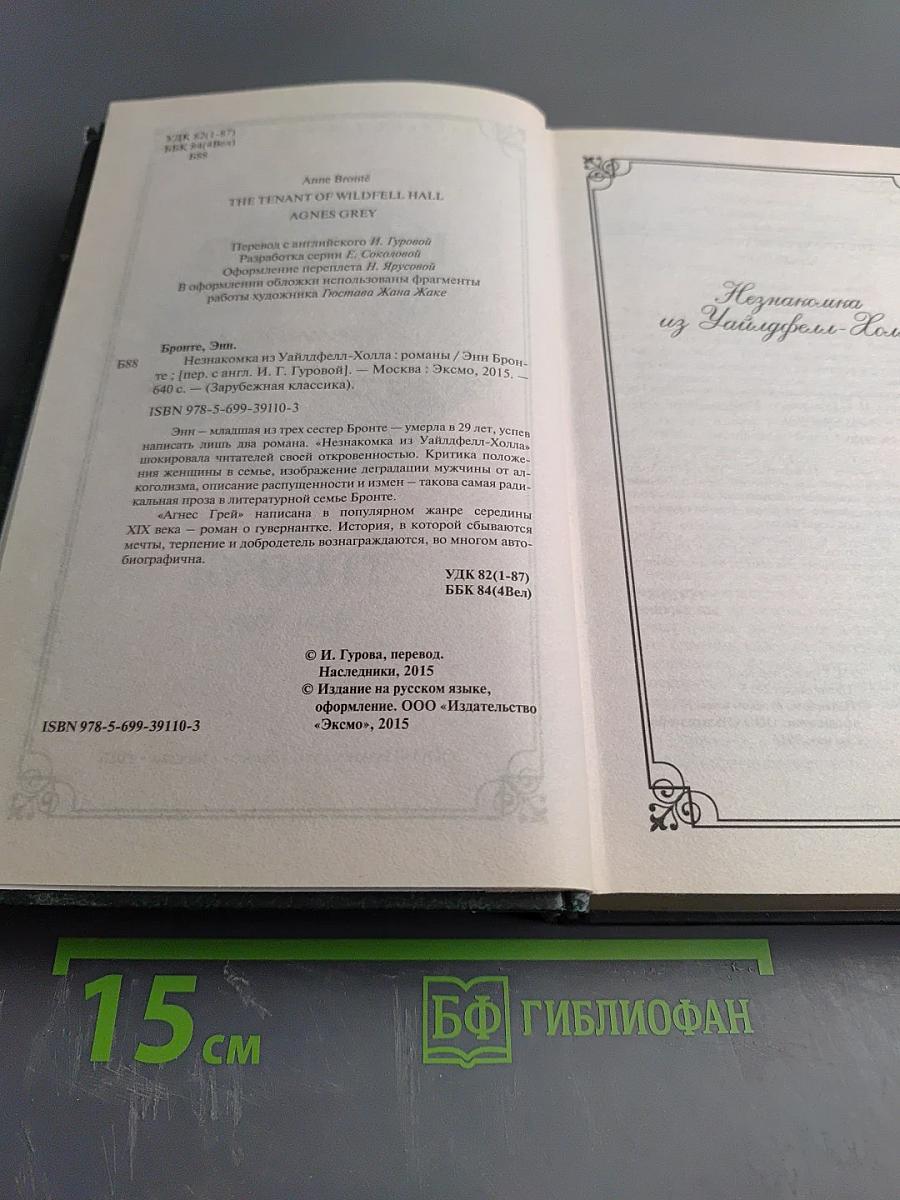 УДК 82(1-87)
ББК 84(4Вел)
Б88
Anne Brontë
THE TENANT OF WILDFELL HALL
AGNES GREY
Перевод с английского И. Гуровой
Разработка серии Е. Соколовой
Оформление переплета Н. Ярусовой
В оформлении обложки использованы фрагменты
работы художника Гюстава Жана Жаке
Бронте, Энн.
Б88 Незнакомка из Уайлдфелл-Холла : романы / Энн Брон-
те ; [пер. с англ. И. Г. Гуровой]. — Москва : Эксмо, 2015. —
640 с. — (Зарубежная классика).
ISBN 978-5-699-39110-3
Энн — младшая из трех сестер Бронте — умерла в 29 лет, успев
написать лишь два романа. «Незнакомка из Уайлдфелл-Холла»
шокировала читателей своей откровенностью. Критика положе-
ния женщины в семье, изображение деградации мужчины от ал-
коголизма, описание распущенности и измен — такова самая ради-
кальная проза в литературной семье Бронте.
«Агнес Грей» написана в популярном жанре середины
XIX века — роман о гувернантке. История, в которой сбываются
мечты, терпение и добродетель вознаграждаются, во многом авто-
биографична.
УДК 82(1-87)
ББК 84(4Вел)
© И. Гурова, перевод.
Наследники, 2015
© Издание на русском языке,
оформление. ООО «Издательство
«Эксмо», 2015
ISBN 978-5-699-39110-3
Незнакомка
из Уайлдфелл-Хол
15 см
БФ ГИБЛИОФАН